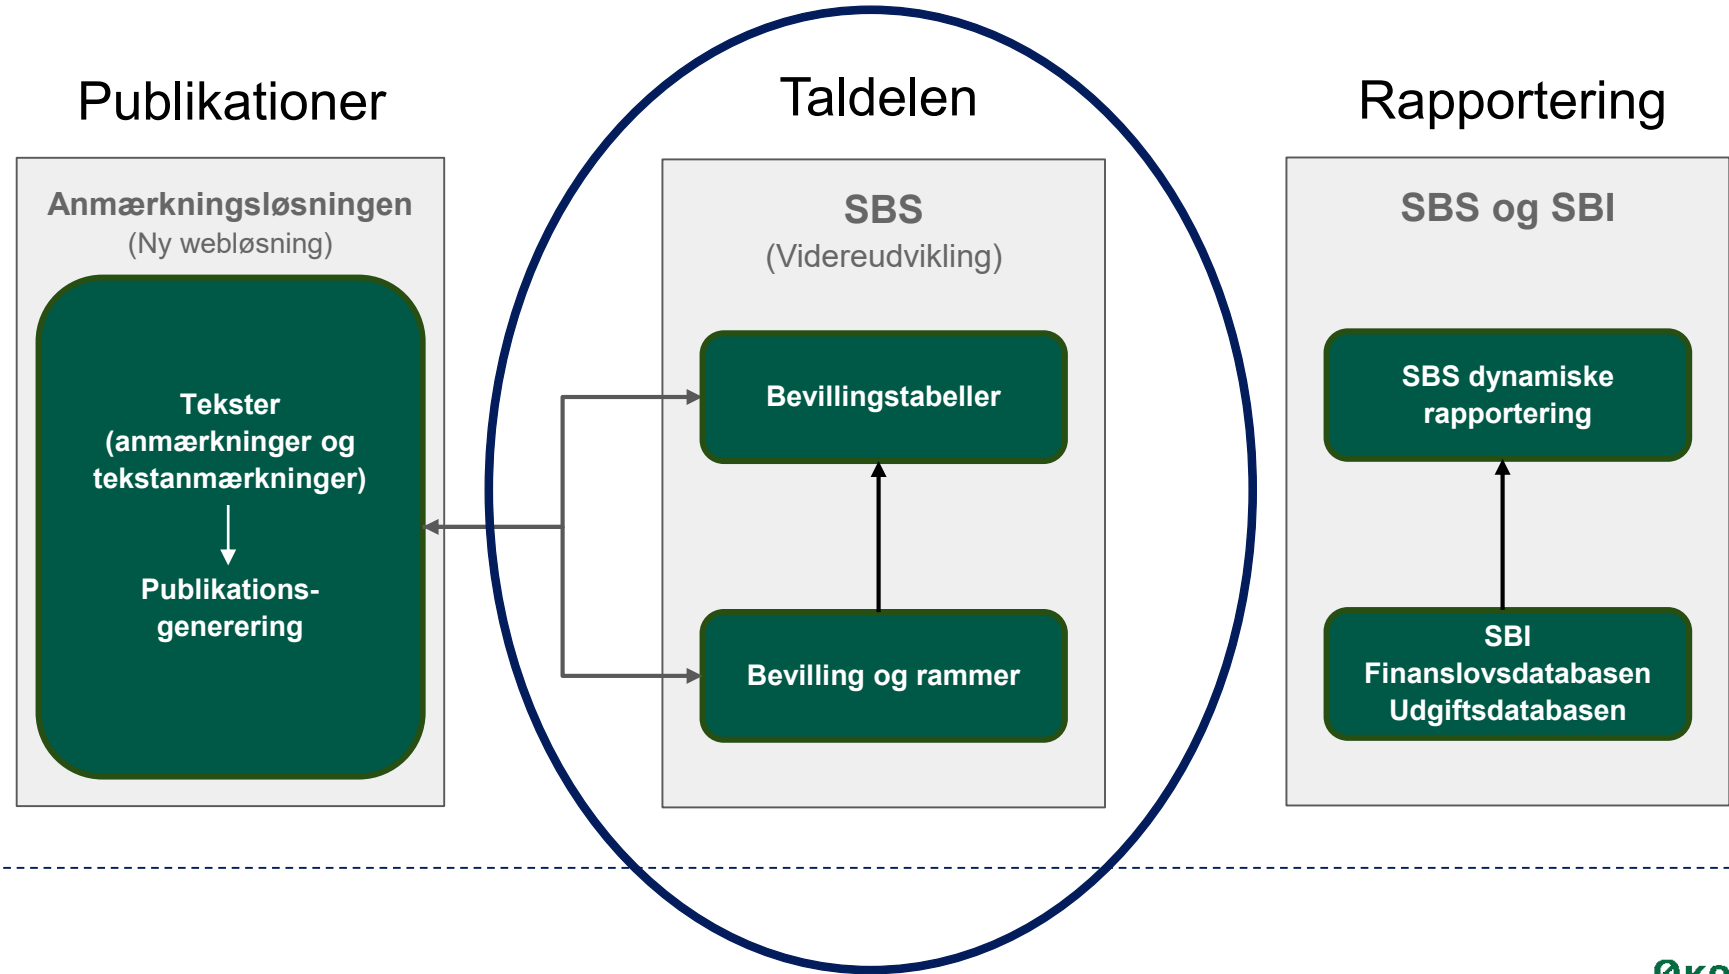 Publikationer
Anmærkningsløsningen
(Ny webløsning)
Tekster
(anmærkninger og
tekstanmærkninger)
Publikations-
generering
Taldelen
SBS
(Videreudvikling)
Bevillingstabeller
Bevilling og rammer
Rapportering
SBS og SBI
SBS dynamiske
rapportering
SBI
Finanslovsdatabasen
Udgiftsdatabasen